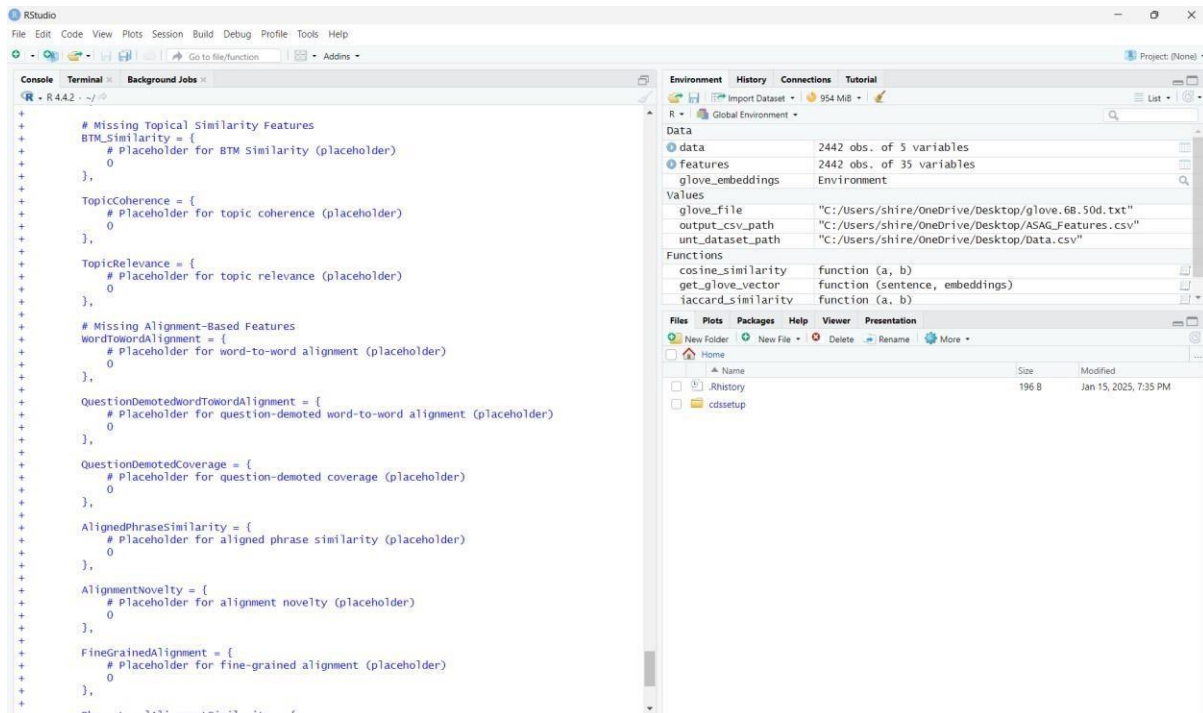 RStudio
File Edit Code View Plots Session Build Debug Profile Tools Help
Go to file/function Addins Project: (None)
Console Terminal Background Jobs
R 4.4.2 · ~/
+
+ # Missing Topical Similarity Features
+ BTM_Similarity = {
+ # Placeholder for BTM Similarity (placeholder)
+ 0
+ },
+
+ TopicCoherence = {
+ # Placeholder for topic coherence (placeholder)
+ 0
+ },
+
+ TopicRelevance = {
+ # Placeholder for topic relevance (placeholder)
+ 0
+ },
+
+ # Missing Alignment-Based Features
+ WordToWordAlignment = {
+ # Placeholder for word-to-word alignment (placeholder)
+ 0
+ },
+
+ QuestionDemotedWordToWordAlignment = {
+ # Placeholder for question-demoted word-to-word alignment (placeholder)
+ 0
+ },
+
+ QuestionDemotedCoverage = {
+ # Placeholder for question-demoted coverage (placeholder)
+ 0
+ },
+
+ AlignedPhraseSimilarity = {
+ # Placeholder for aligned phrase similarity (placeholder)
+ 0
+ },
+
+ AlignmentNovelty = {
+ # Placeholder for alignment novelty (placeholder)
+ 0
+ },
+
+ FineGrainedAlignment = {
+ # Placeholder for fine-grained alignment (placeholder)
+ 0
+ },
+
Environment History Connections Tutorial
Import Dataset 954 MiB List
R Global Environment
Data
data 2442 obs. of 5 variables
features 2442 obs. of 35 variables
glove_embeddings Environment
Values
glove_file "C:/Users/shire/OneDrive/Desktop/glove.6B.50d.txt"
output_csv_path "C:/Users/shire/OneDrive/Desktop/ASAG_Features.csv"
unt_dataset_path "C:/Users/shire/OneDrive/Desktop/Data.csv"
Functions
cosine_similarity function (a, b)
get_glove_vector function (sentence, embeddings)
jaccard_similarity function (a, b)
Files Plots Packages Help Viewer Presentation
New Folder New File Delete Rename More
Home
Name Size Modified
.Rhistory 196 B Jan 15, 2025, 7:35 PM
cdssetup